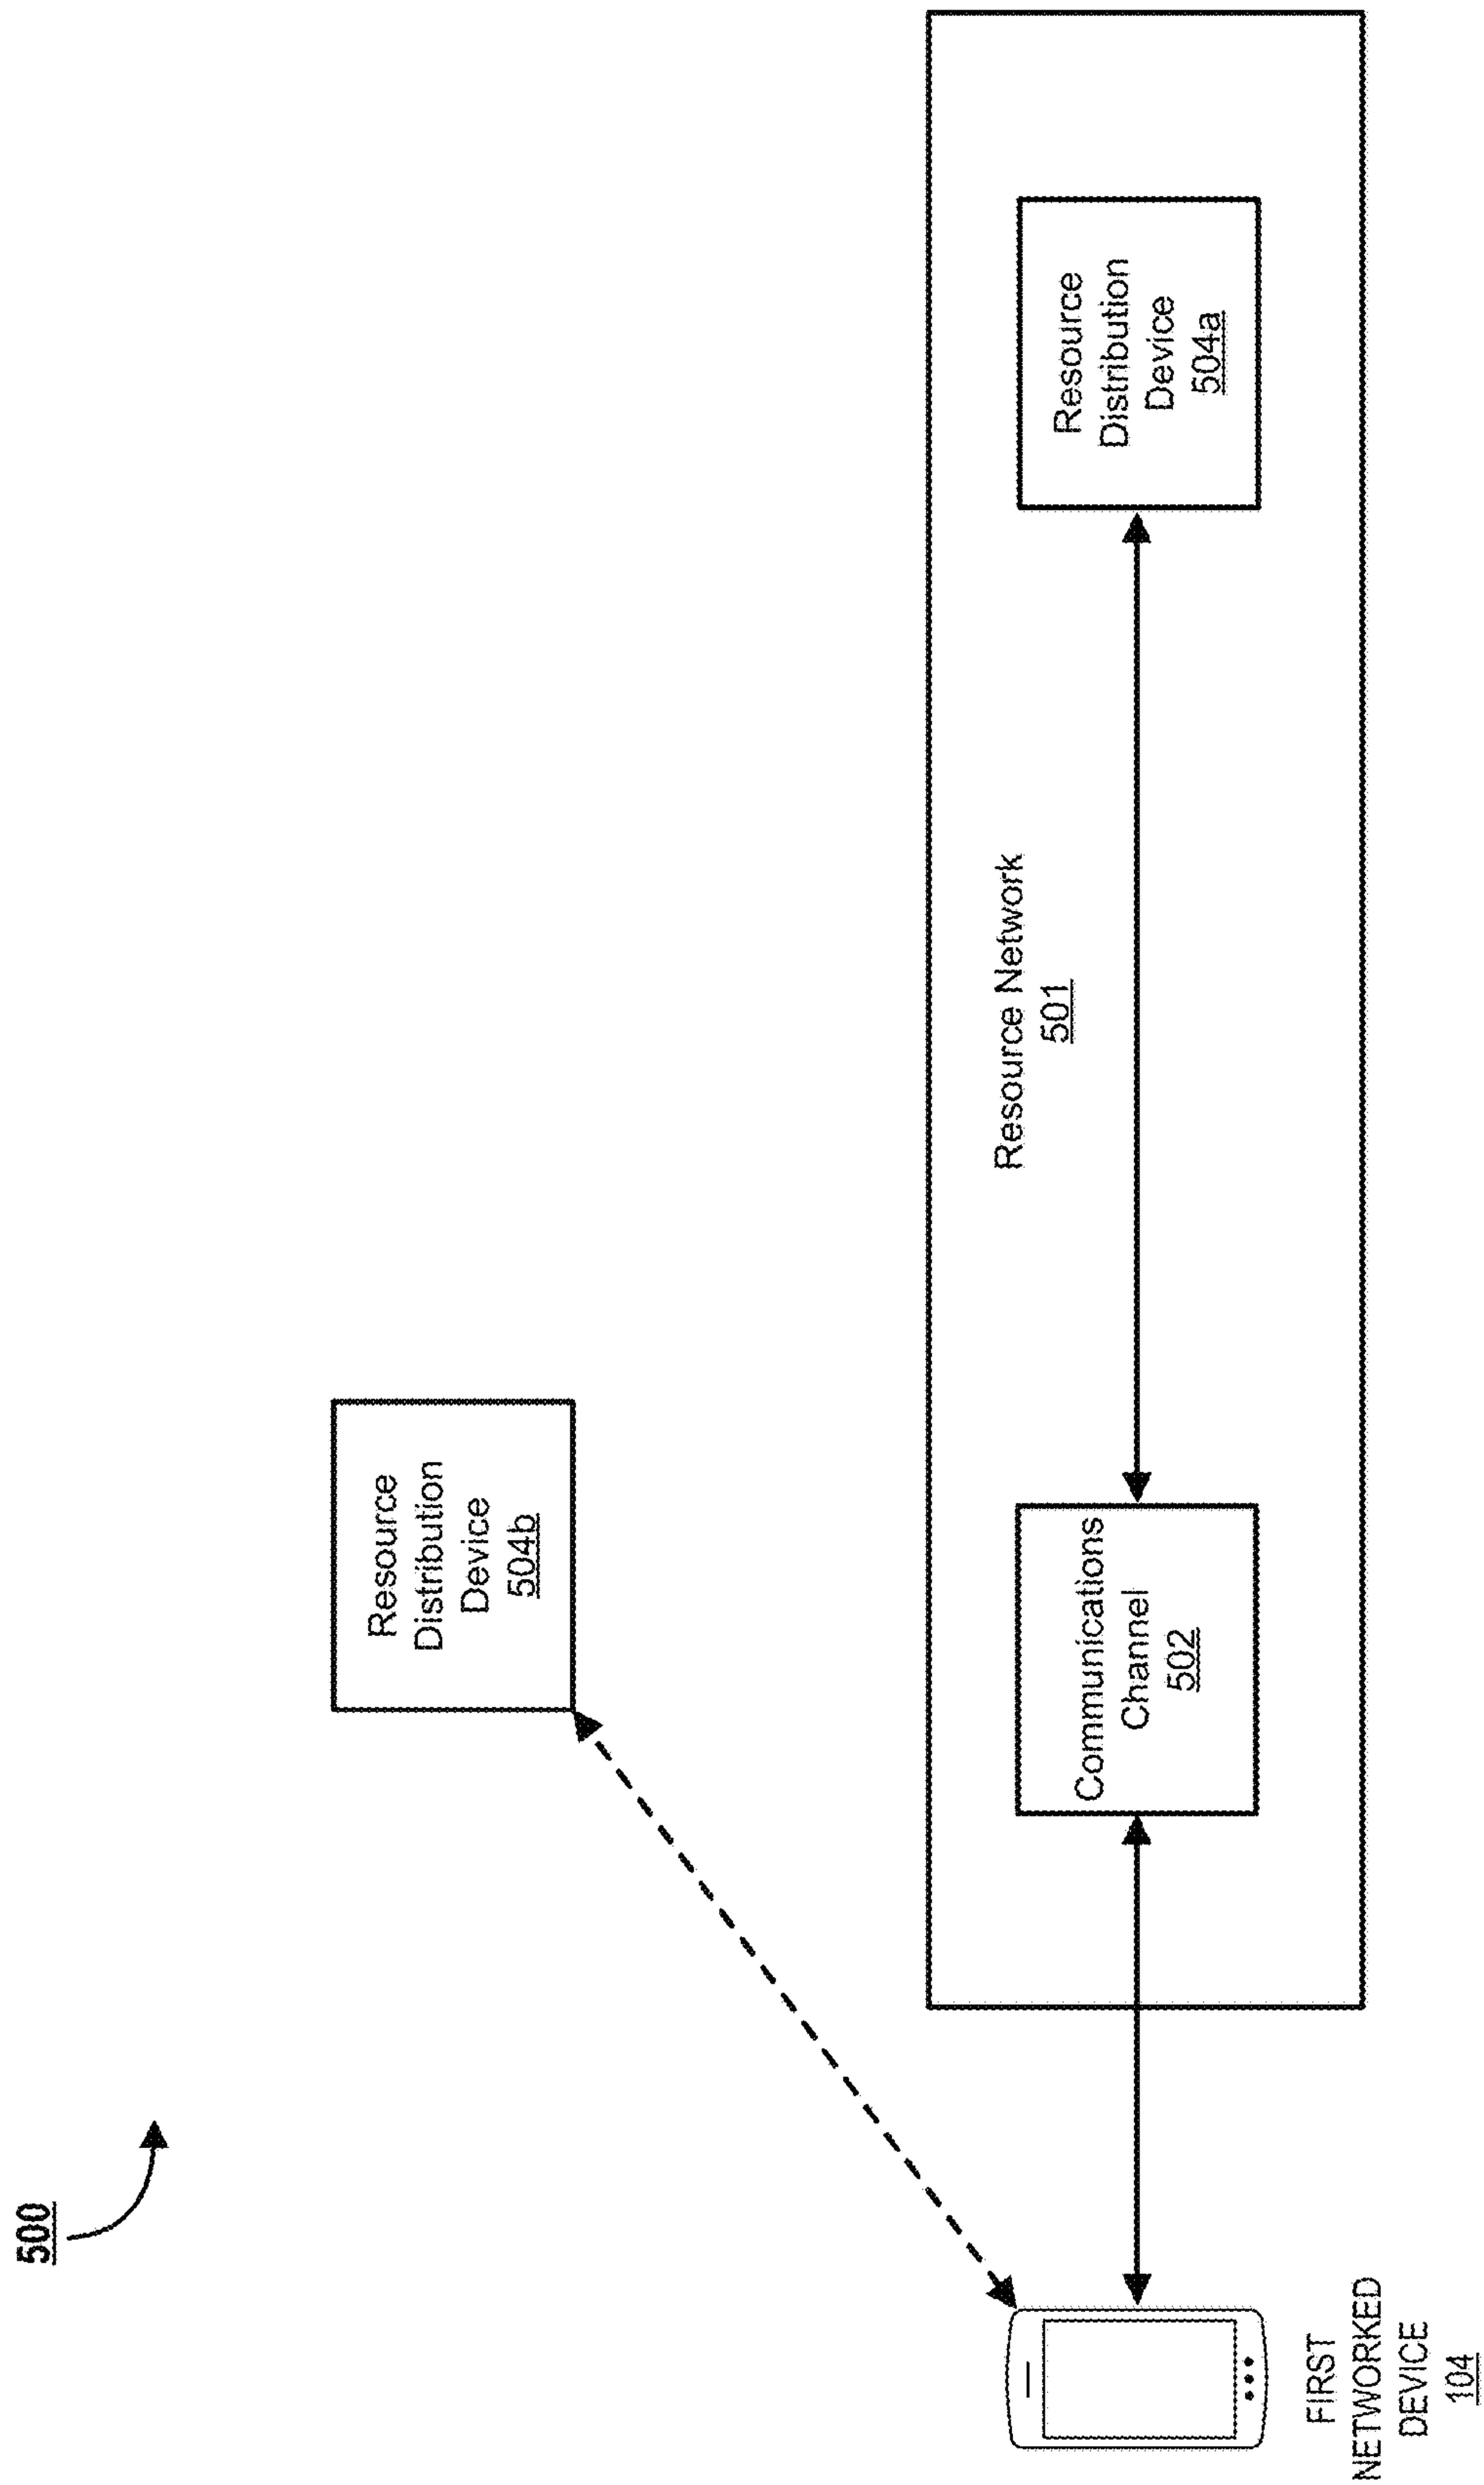 500
Resource
Distribution
Device
504b
Resource Network
501
FIRST
NETWORKED
DEVICE
104
Communications
Channel
502
Resource
Distribution
Device
504a